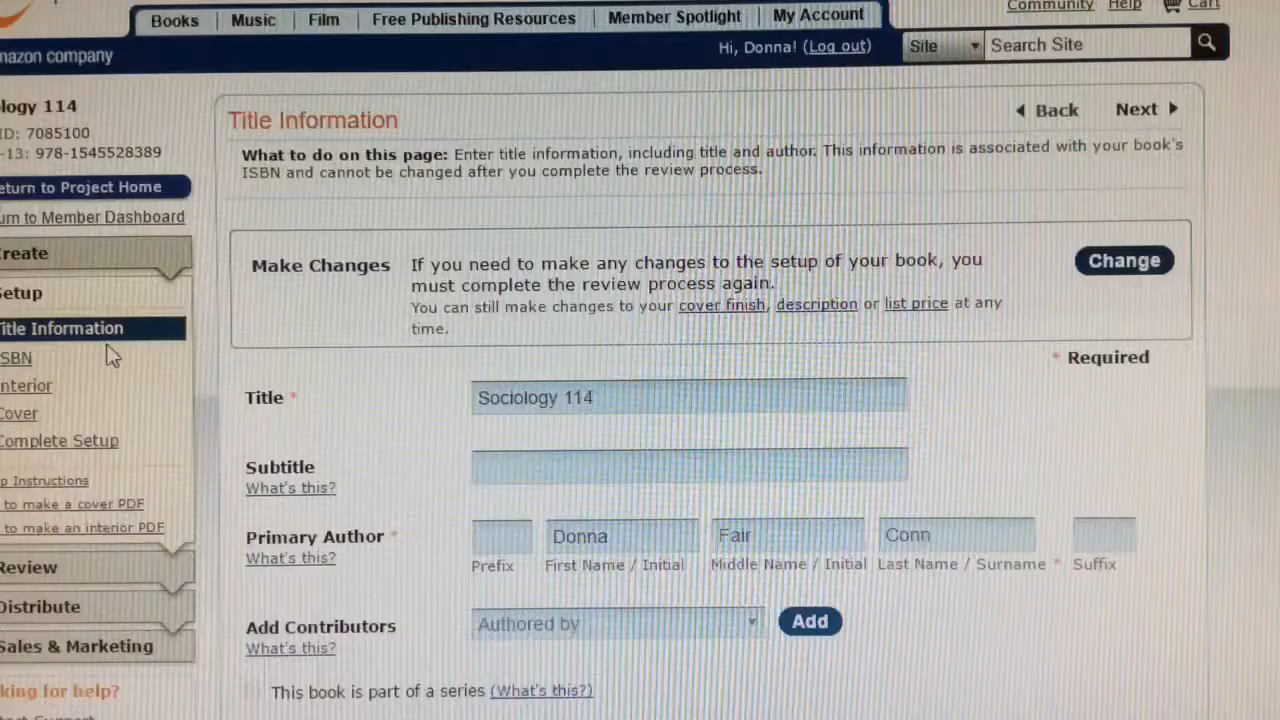 Books Music Film Free Publishing Resources Member Spotlight My Account
Community Help Cart
mazon company
Hi, Donna! (Log out)
Site Search Site
ology 114
ID: 7085100
-13: 978-1545528389
eturn to Project Home
urn to Member Dashboard
Create
Setup
Title Information
ISBN
Interior
Cover
Complete Setup
p Instructions
to make a cover PDF
to make an interior PDF
Review
Distribute
Sales & Marketing
king for help?
Title Information
Back Next
What to do on this page: Enter title information, including title and author. This information is associated with your book's
ISBN and cannot be changed after you complete the review process.
Make Changes If you need to make any changes to the setup of your book, you
must complete the review process again.
You can still make changes to your cover finish, description or list price at any
time.
Change
* Required
Title * Sociology 114
Subtitle
What's this?
Primary Author * Donna Fair Conn
What's this?
Prefix First Name / Initial Middle Name / Initial Last Name / Surname * Suffix
Add Contributors Authored by Add
What's this?
This book is part of a series (What's this?)